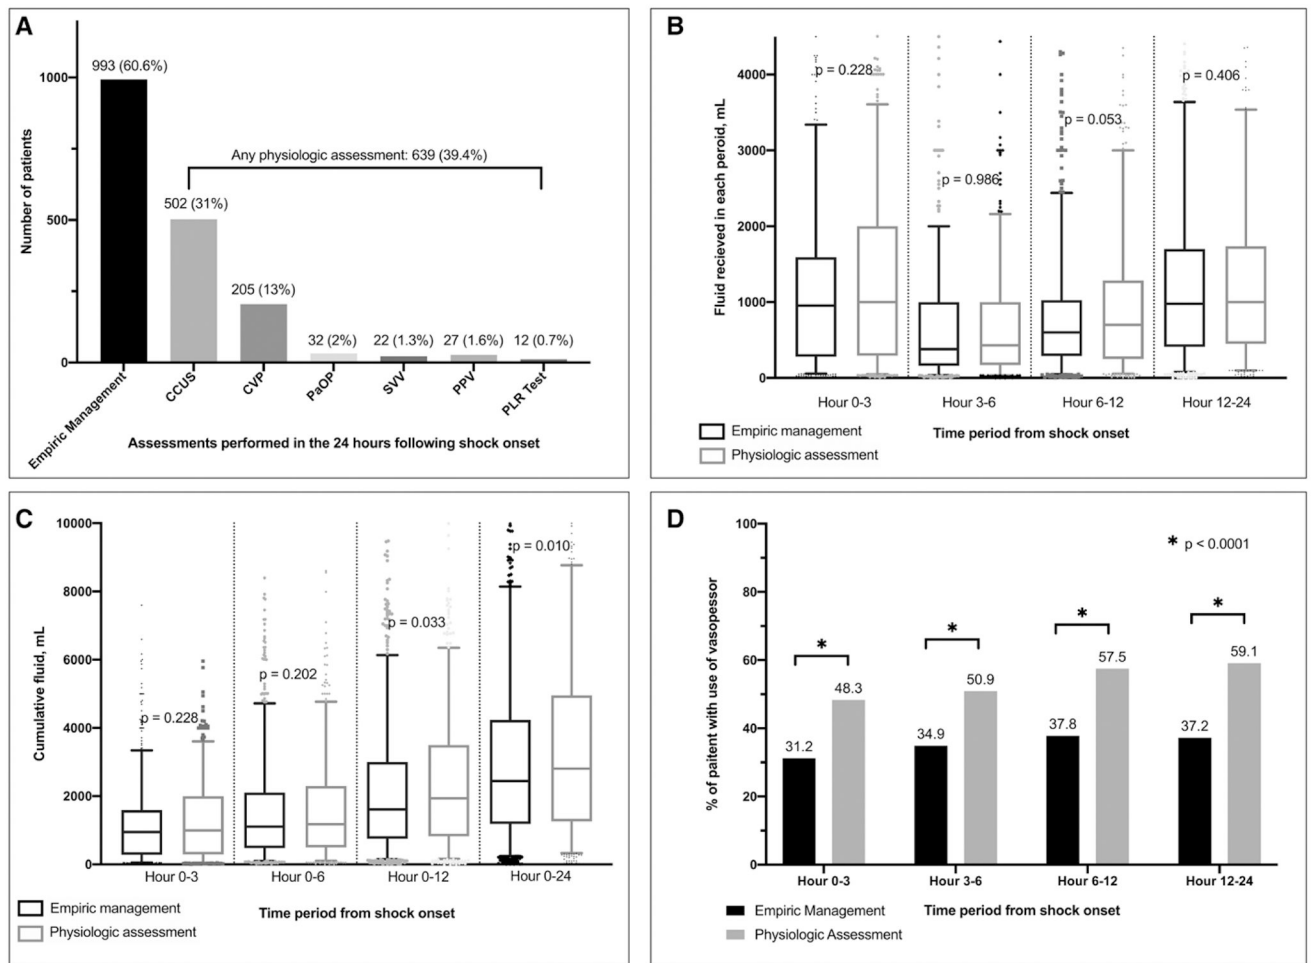 A
Number of patients
1000
500
0
993 (60.6%)
Any physiologic assessment: 639 (39.4%)
502 (31%)
205 (13%)
32 (2%)
22 (1.3%)
27 (1.6%)
12 (0.7%)
Empiric Management
CCUS
CVP
PaOP
SVV
PPV
PLR Test
Assessments performed in the 24 hours following shock onset
B
Fluid recieved in each peroid, mL
4000
3000
2000
1000
0
p = 0.228
p = 0.986
p = 0.053
p = 0.406
Hour 0-3
Hour 3-6
Hour 6-12
Hour 12-24
Time period from shock onset
Empiric management
Physiologic assessment
C
Cumulative fluid, mL
10000
8000
6000
4000
2000
0
p = 0.228
p = 0.202
p = 0.033
p = 0.010
Hour 0-3
Hour 0-6
Hour 0-12
Hour 0-24
Time period from shock onset
Empiric management
Physiologic assessment
D
% of paitent with use of vasopessor
100
80
60
40
20
0
* p < 0.0001
*
*
*
*
31.2
48.3
34.9
50.9
37.8
57.5
37.2
59.1
Hour 0-3
Hour 3-6
Hour 6-12
Hour 12-24
Time period from shock onset
Empiric Management
Physiologic Assessment